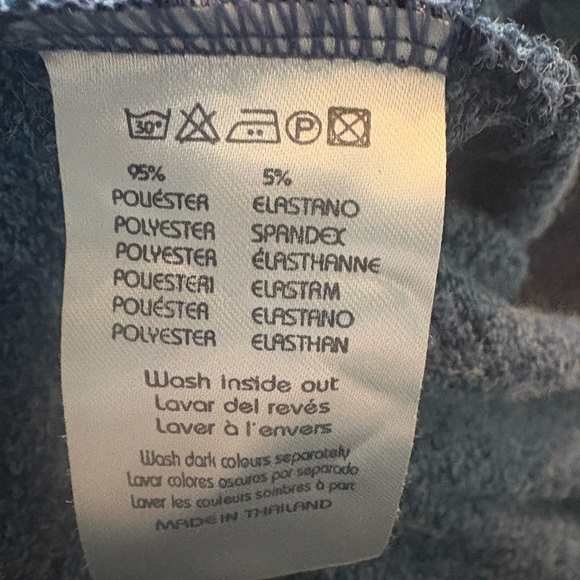 30°
P
95% 5%
POLIÉSTER ELASTANO
POLYESTER SPANDEX
POLYESTER ÉLASTHANNE
POLIESTERI ELASTAM
POLIÉSTER ELASTANO
POLYESTER ELASTHAN
Wash inside out
Lavar del revés
Laver à l'envers
Wash dark colours separately
Lavar colores oscuros por separado
Laver les couleurs sombres à part
MADE IN THAILAND